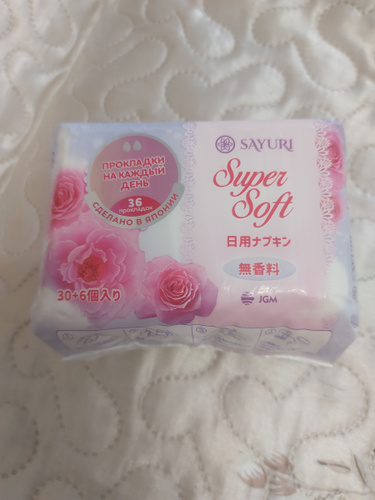 ПРОКЛАДКИ
НА КАЖДЫЙ
ДЕНЬ
36
прокладок
СДЕЛАНО В ЯПОНИИ
30+6個入り
SAYURI
Super
Soft
日用ナプキン
無香料
JGM